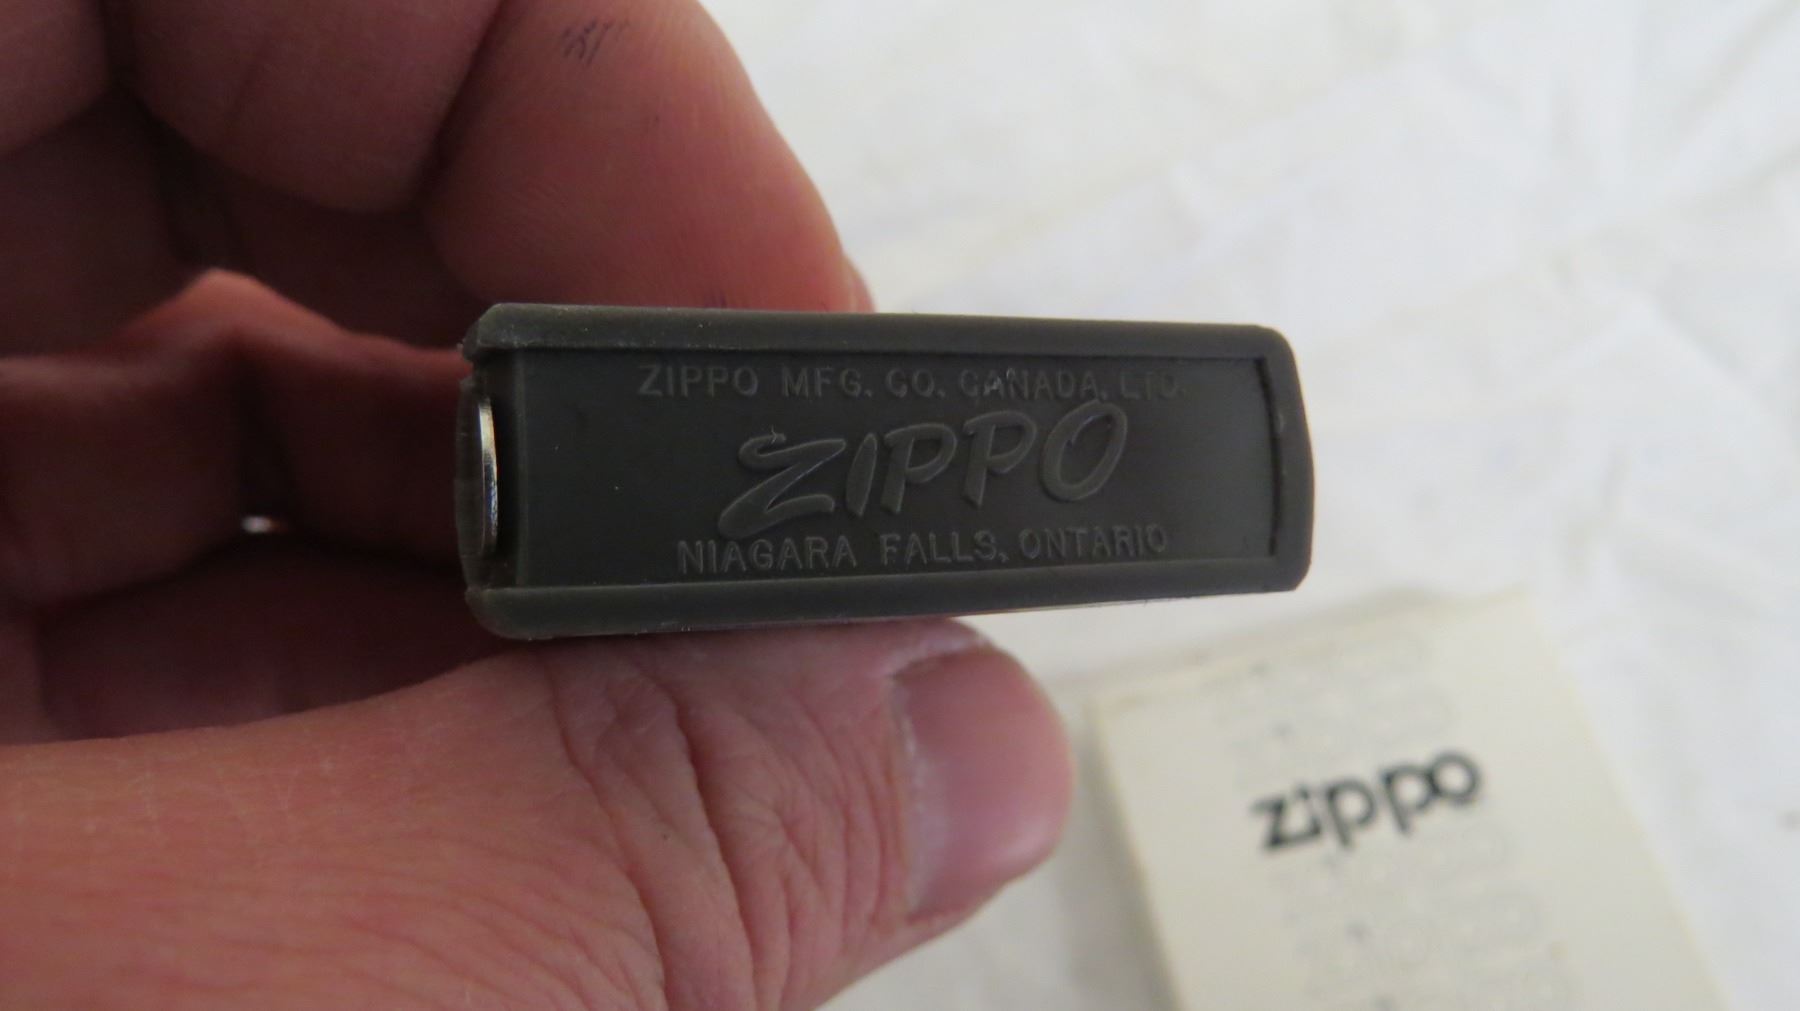 ZIPPO MFG. CO. CANADA, LTD.
ZIPPO
NIAGARA FALLS, ONTARIO
zippo